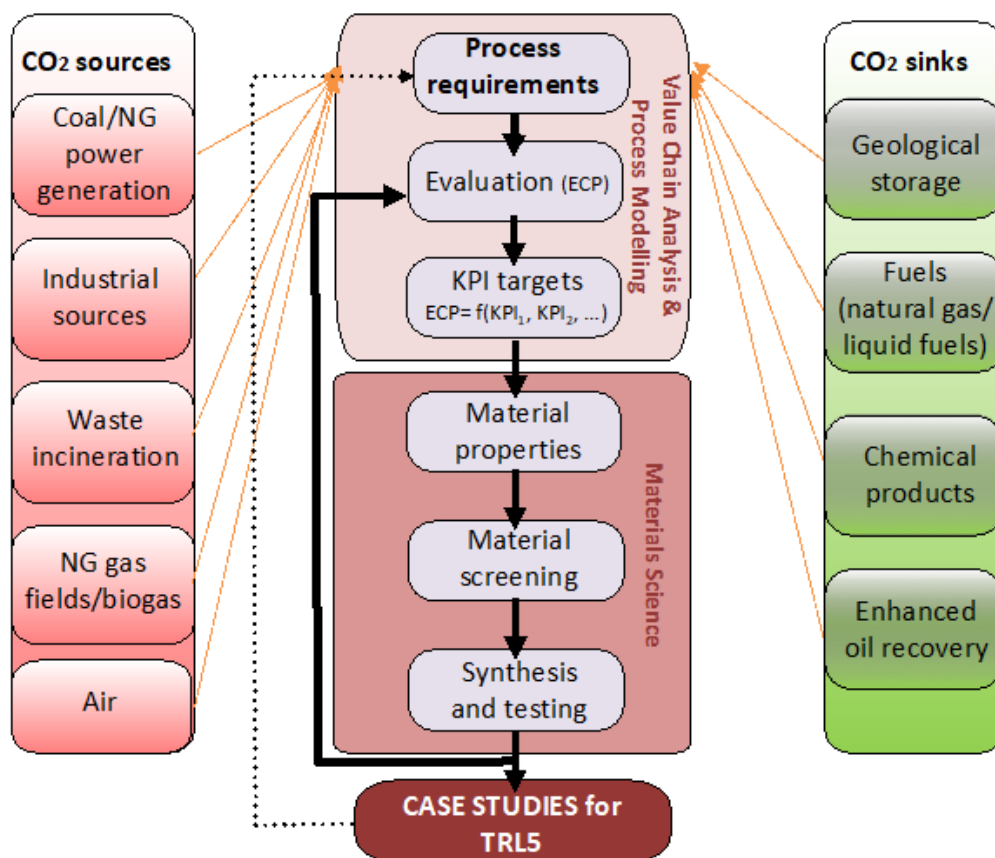 CO₂ sources
Coal/NG
power
generation
Industrial
sources
Waste
incineration
NG gas
fields/biogas
Air
Process
requirements
Evaluation (ECP)
KPI targets
ECP= f(KPI₁, KPI₂, ...)
Value Chain Analysis &
Process Modelling
Material
properties
Material
screening
Synthesis
and testing
Materials Science
CASE STUDIES for
TRL5
CO₂ sinks
Geological
storage
Fuels
(natural gas/
liquid fuels)
Chemical
products
Enhanced
oil recovery